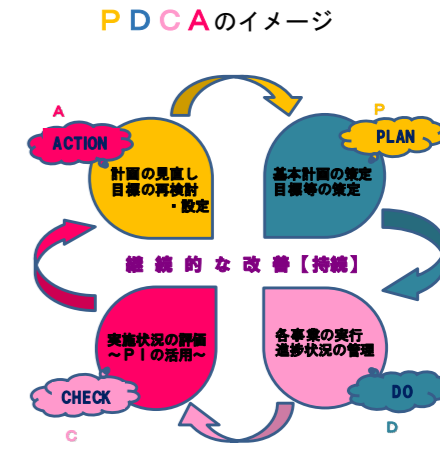 PDCAのイメージ
A
ACTION
計画の見直し
目標の再検討
・設定
P
PLAN
基本計画の策定
目標等の策定
継続的な改善【持続】
実施状況の評価
～PIの活用～
CHECK
C
各事業の実行
進捗状況の管理
DO
D